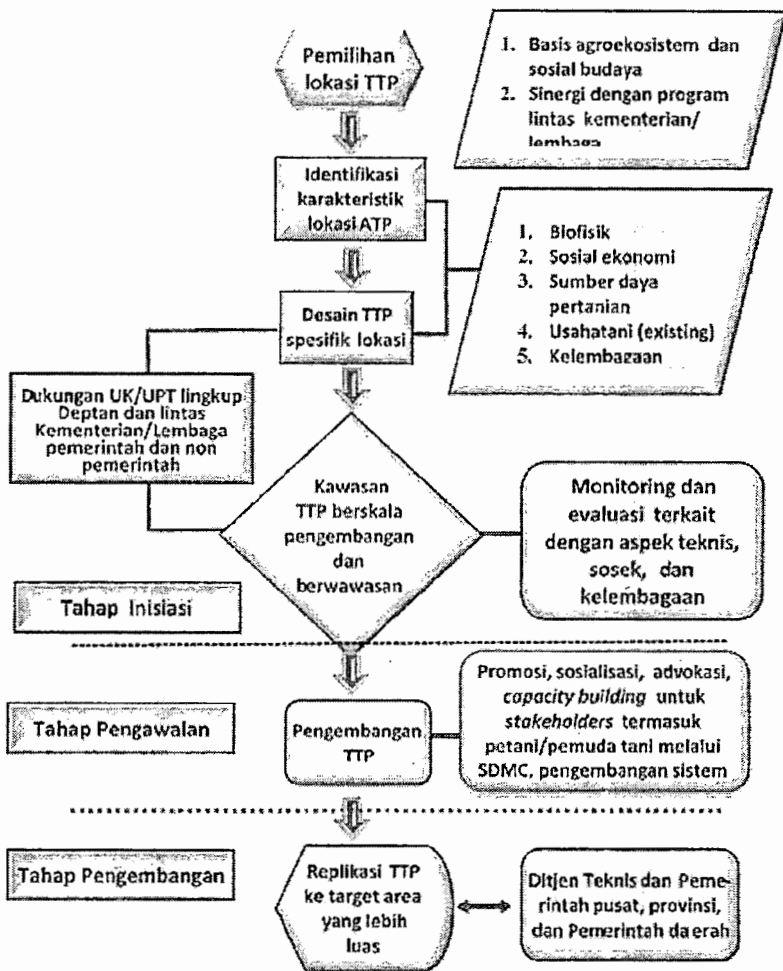 Pemilihan
lokasi TTP
1. Basis agroekosistem dan
sosial budaya
2. Sinergi dengan program
lintas kementerian/
lembaga
Identifikasi
karakteristik
lokasi ATP
1. Biofisik
2. Sosial ekonomi
3. Sumber daya
pertanian
4. Usahatani (existing)
5. Kelembagaan
Desain TTP
spesifik lokasi
Dukungan UK/UPT lingkup
Deptan dan lintas
Kementerian/Lembaga
pemerintah dan non
pemerintah
Kawasan
TTP berskala
pengembangan
dan
berwawasan
Monitoring dan
evaluasi terkait
dengan aspek teknis,
sosek, dan
kelembagaan
Tahap Inisiasi
Tahap Pengawalan
Pengembangan
TTP
Promosi, sosialisasi, advokasi,
capacity building untuk
stakeholders termasuk
petani/pemuda tani melalui
SDMC, pengembangan sistem
Tahap Pengembangan
Replikasi TTP
ke target area
yang lebih
luas
Ditjen Teknis dan Peme-
rintah pusat, provinsi,
dan Pemerintah daerah